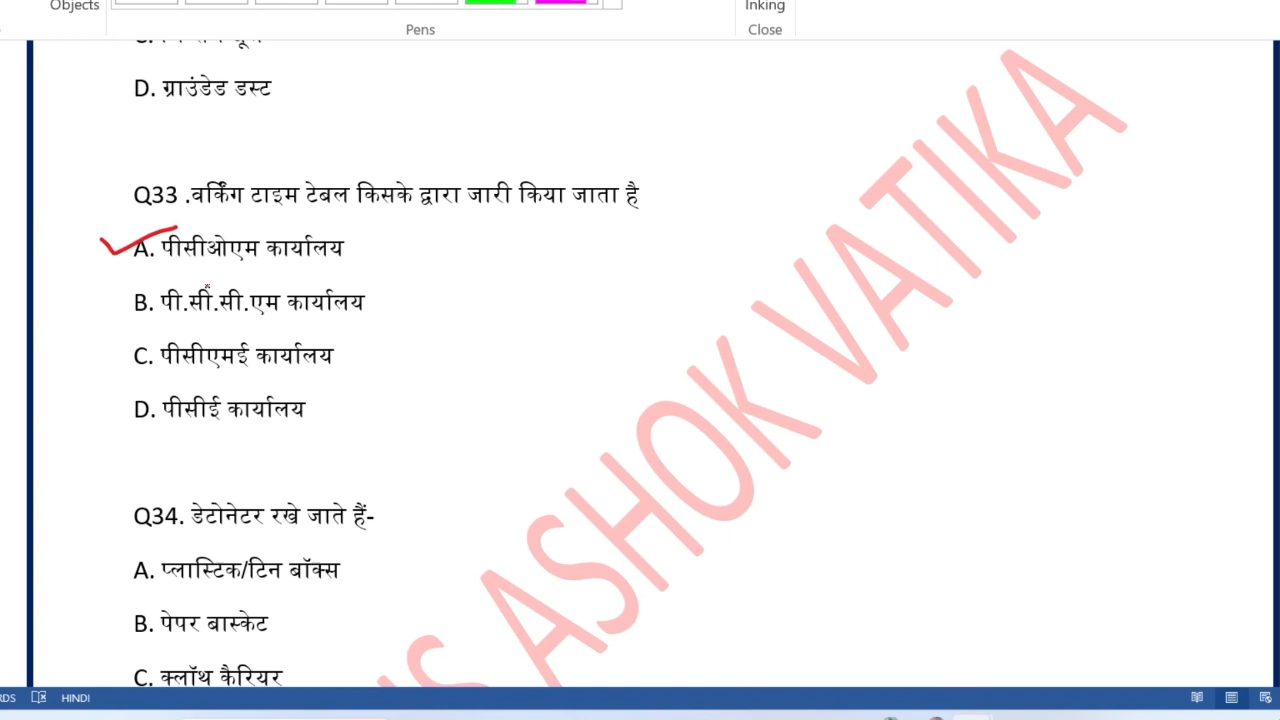 Objects
Pens
Inking
Close
D. ग्राउंडेड डस्ट
Q33 .वर्किंग टाइम टेबल किसके द्वारा जारी किया जाता है
A. पीसीओएम कार्यालय
B. पी.सी.सी.एम कार्यालय
C. पीसीएमई कार्यालय
D. पीसीई कार्यालय
Q34. डेटोनेटर रखे जाते हैं-
A. प्लास्टिक/टिन बॉक्स
B. पेपर बास्केट
C. क्लॉथ कैरियर
ASHOK VATIKA
HINDI